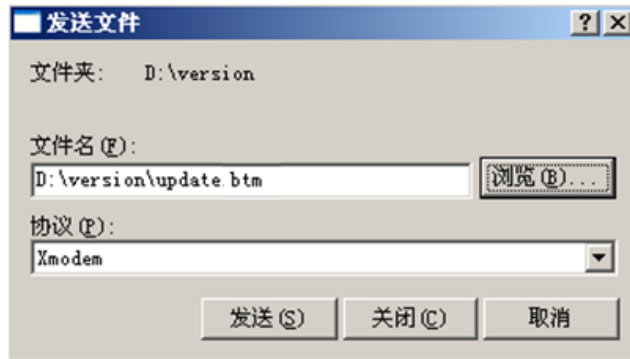 发送文件
文件夹: D:\version
文件名(F):
D:\version\update.btm 浏览(B)...
协议(P):
Xmodem
发送(S) 关闭(C) 取消